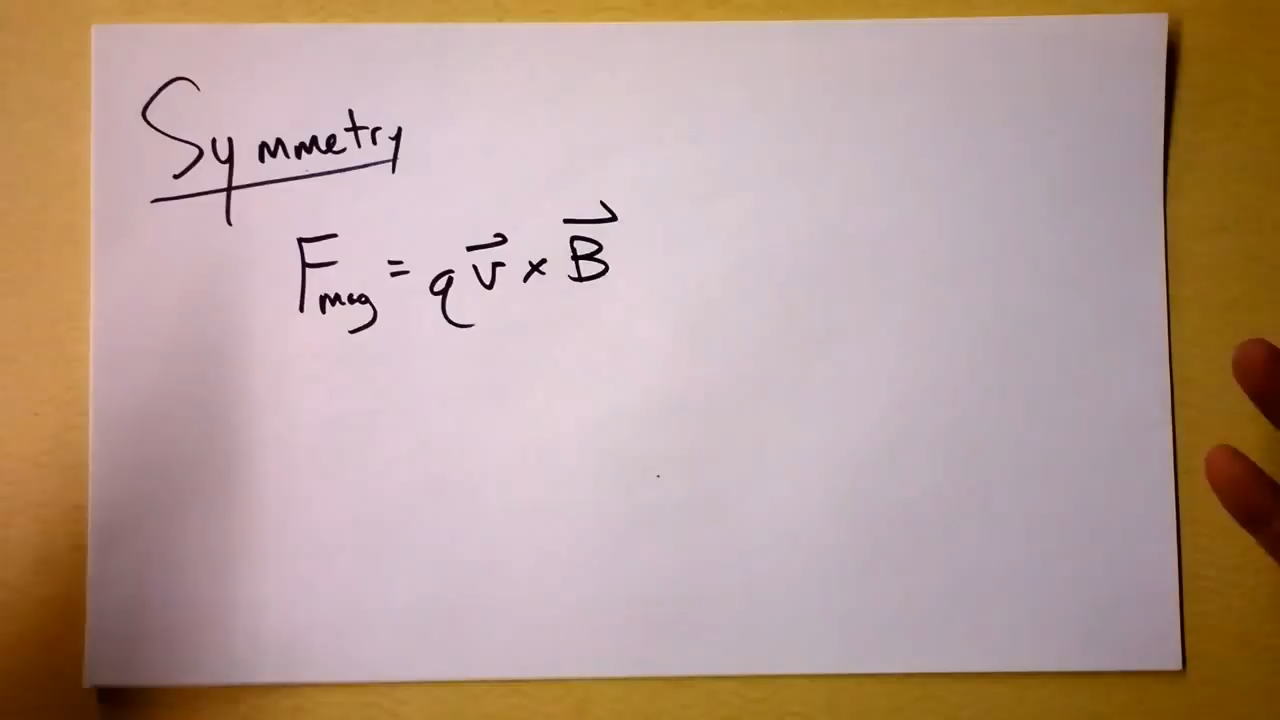 Symmetry
F_mag = q v⃗ × B⃗